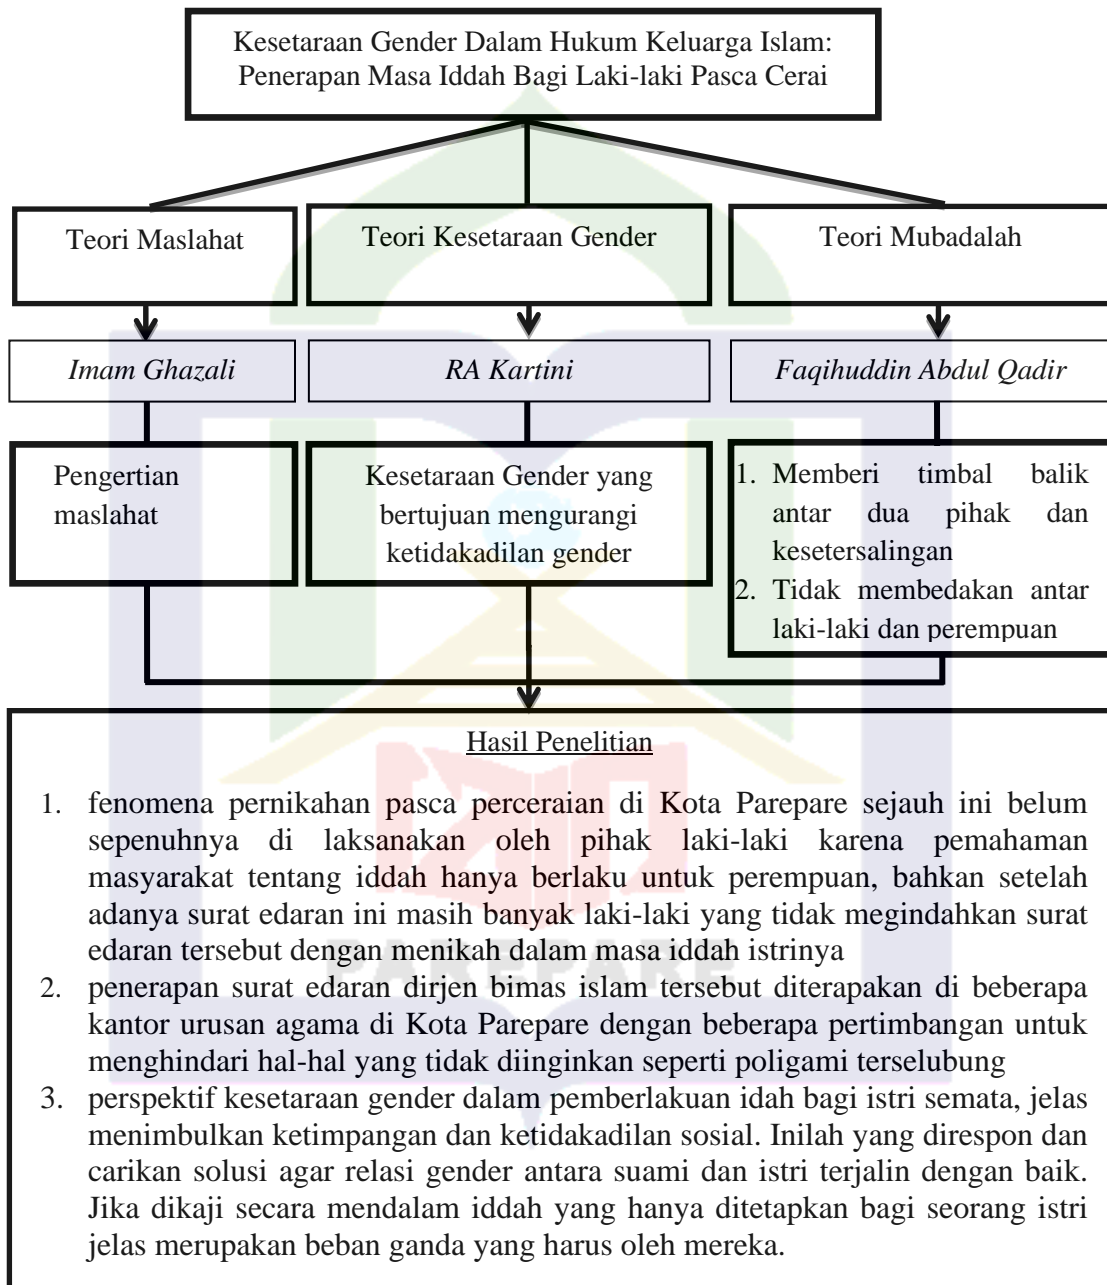 Kesetaraan Gender Dalam Hukum Keluarga Islam:
Penerapan Masa Iddah Bagi Laki-laki Pasca Cerai
Teori Maslahat
Teori Kesetaraan Gender
Teori Mubadalah
Imam Ghazali
RA Kartini
Faqihuddin Abdul Qadir
Pengertian
maslahat
Kesetaraan Gender yang
bertujuan mengurangi
ketidakadilan gender
1. Memberi timbal balik
antar dua pihak dan
kesetersalingan
2. Tidak membedakan antar
laki-laki dan perempuan
Hasil Penelitian
1. fenomena pernikahan pasca perceraian di Kota Parepare sejauh ini belum
sepenuhnya di laksanakan oleh pihak laki-laki karena pemahaman
masyarakat tentang iddah hanya berlaku untuk perempuan, bahkan setelah
adanya surat edaran ini masih banyak laki-laki yang tidak megindahkan surat
edaran tersebut dengan menikah dalam masa iddah istrinya
PAREPARE
2. penerapan surat edaran dirjen bimas islam tersebut diterapakan di beberapa
kantor urusan agama di Kota Parepare dengan beberapa pertimbangan untuk
menghindari hal-hal yang tidak diinginkan seperti poligami terselubung
3. perspektif kesetaraan gender dalam pemberlakuan idah bagi istri semata, jelas
menimbulkan ketimpangan dan ketidakadilan sosial. Inilah yang direspon dan
carikan solusi agar relasi gender antara suami dan istri terjalin dengan baik.
Jika dikaji secara mendalam iddah yang hanya ditetapkan bagi seorang istri
jelas merupakan beban ganda yang harus oleh mereka.